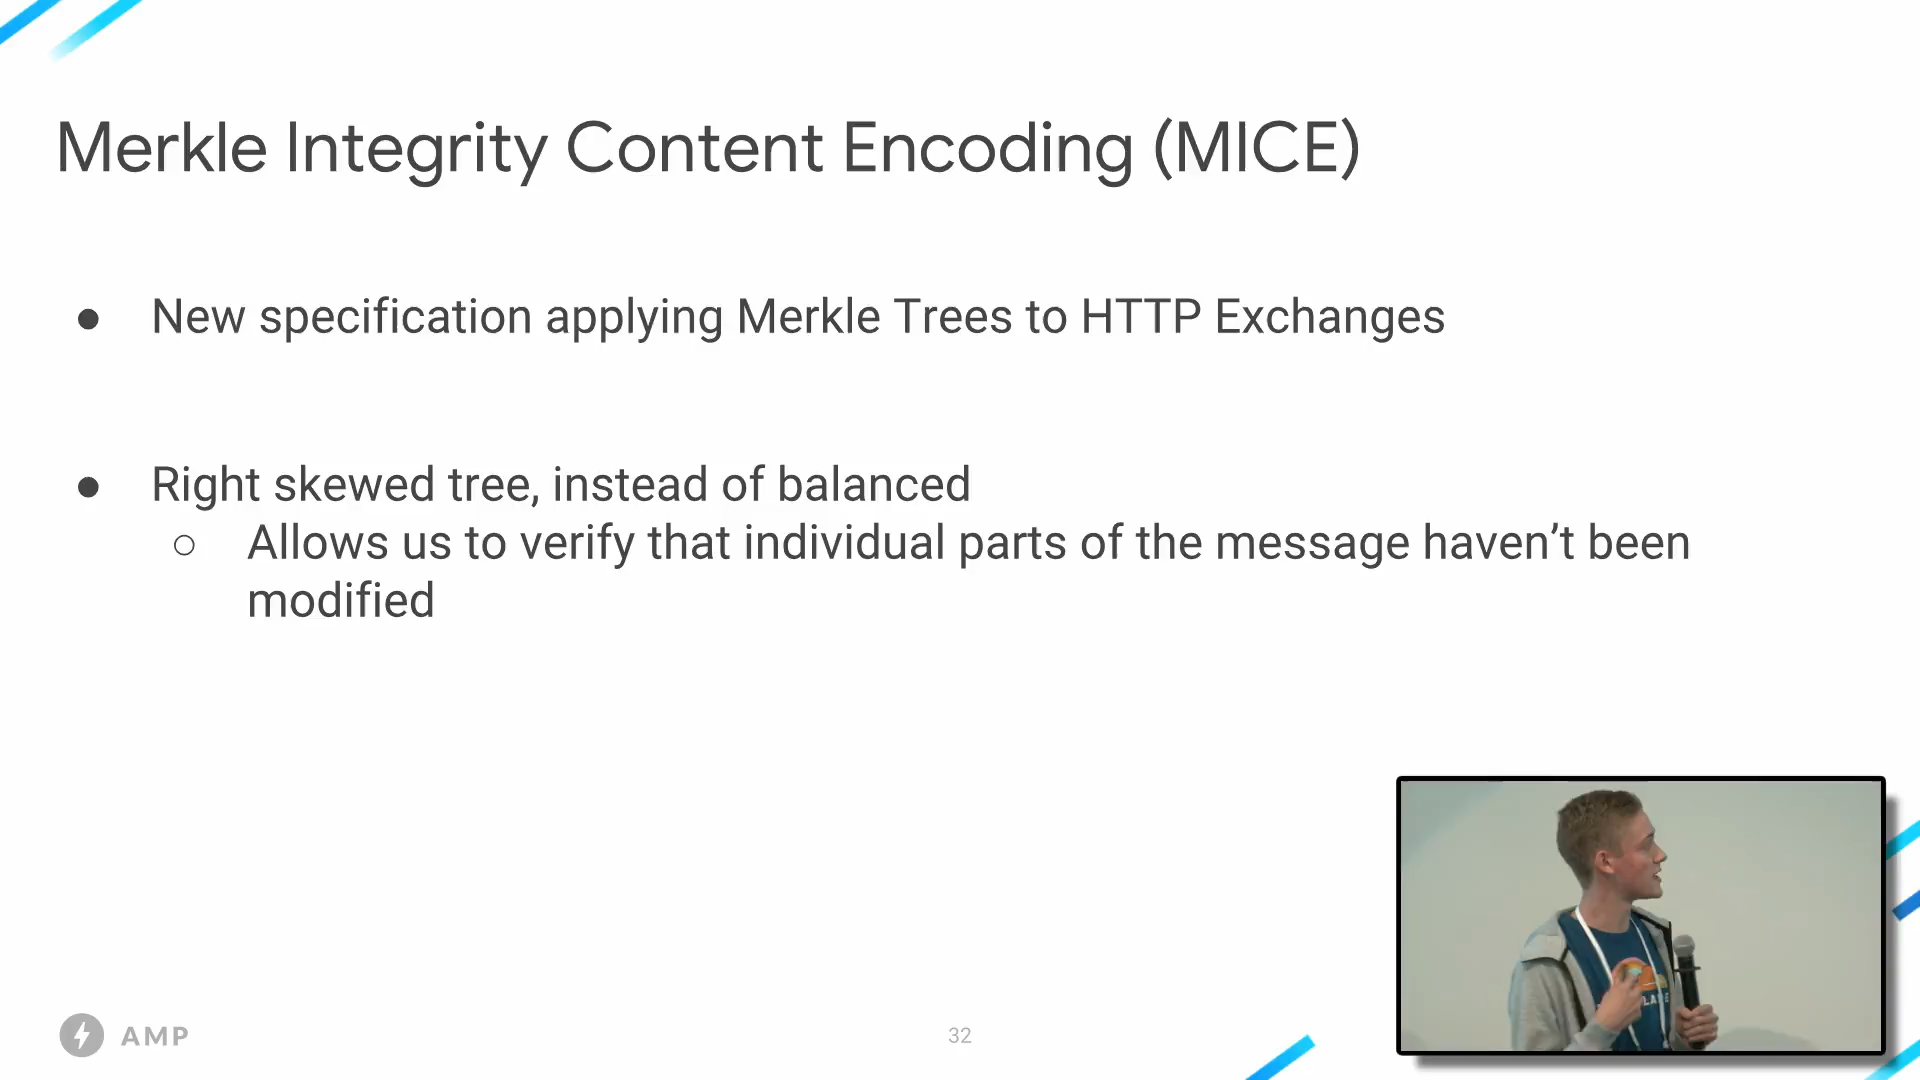 Merkle Integrity Content Encoding (MICE)
● New specification applying Merkle Trees to HTTP Exchanges
● Right skewed tree, instead of balanced
○ Allows us to verify that individual parts of the message haven’t been
modified
AMP
32